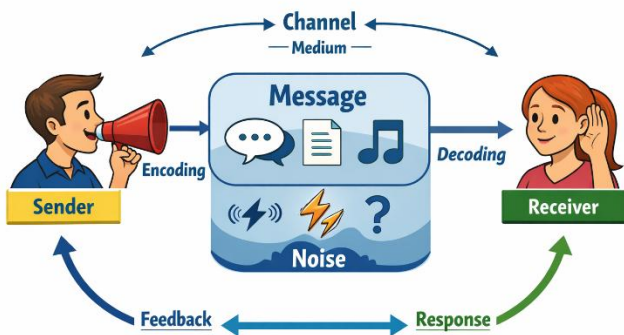 Channel
Medium
Message
Encoding
Decoding
Sender
Receiver
?
Noise
Feedback
Response